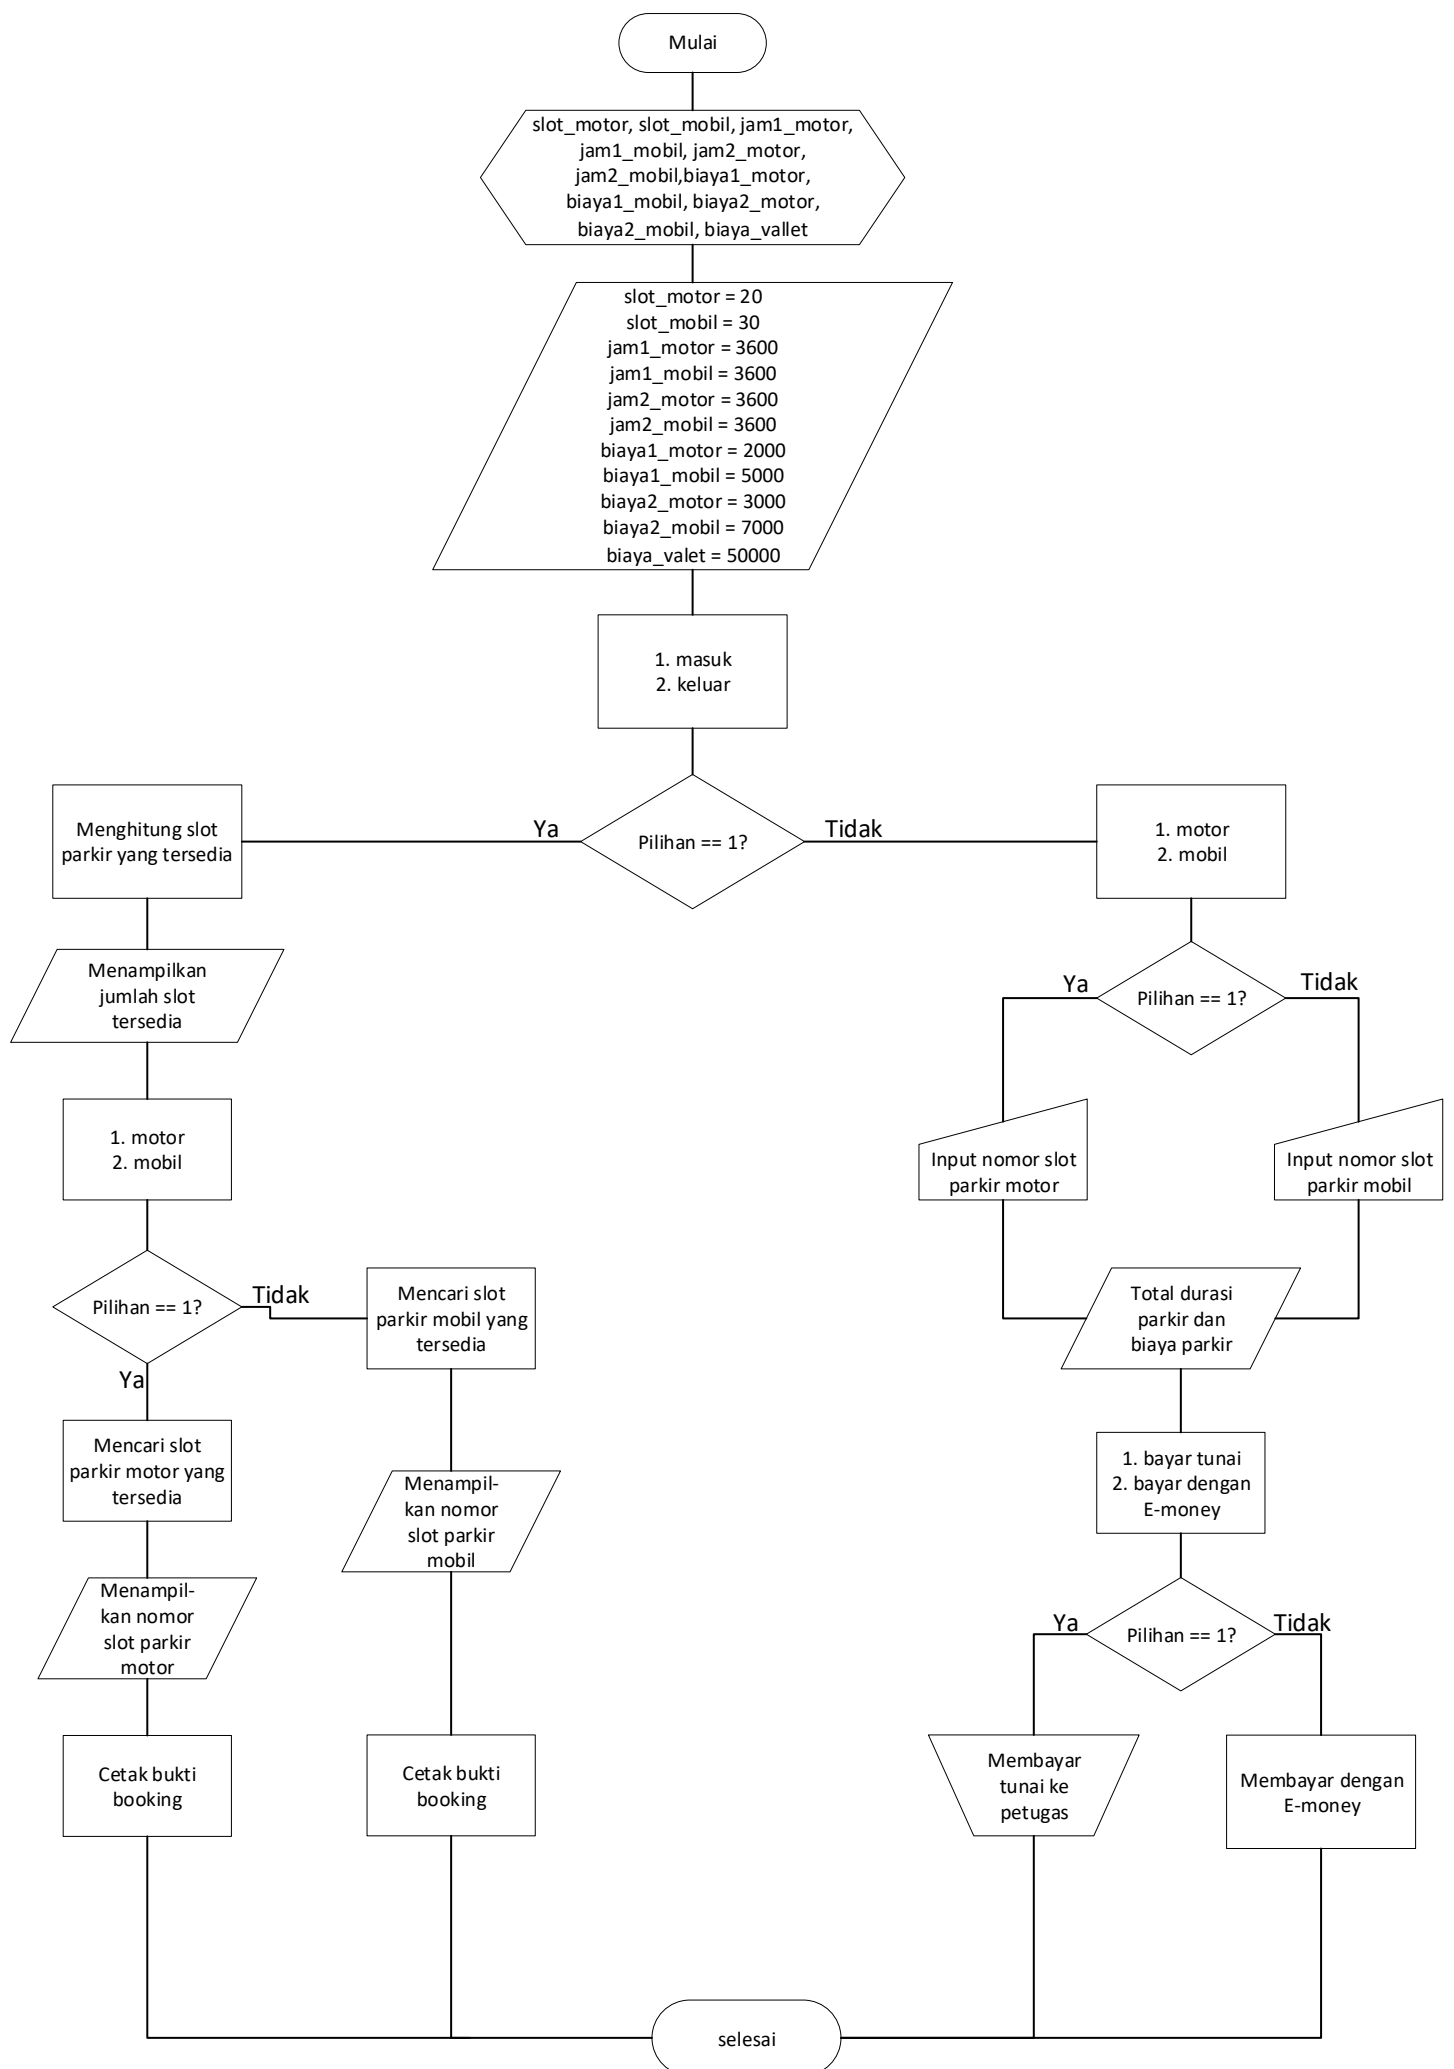 Mulai
slot_motor, slot_mobil, jam1_motor,
jam1_mobil, jam2_motor,
jam2_mobil,biaya1_motor,
biaya1_mobil, biaya2_motor,
biaya2_mobil, biaya_vallet
slot_motor = 20
slot_mobil = 30
jam1_motor = 3600
jam1_mobil = 3600
jam2_motor = 3600
jam2_mobil = 3600
biaya1_motor = 2000
biaya1_mobil = 5000
biaya2_motor = 3000
biaya2_mobil = 7000
biaya_valet = 50000
1. masuk
2. keluar
Pilihan == 1?
Ya
Tidak
Menghitung slot
parkir yang tersedia
Menampilkan
jumlah slot
tersedia
1. motor
2. mobil
Pilihan == 1?
Tidak
Ya
Mencari slot
parkir motor yang
tersedia
Menampil-
kan nomor
slot parkir
motor
Cetak bukti
booking
Mencari slot
parkir mobil yang
tersedia
Menampil-
kan nomor
slot parkir
mobil
Cetak bukti
booking
1. motor
2. mobil
Pilihan == 1?
Ya
Tidak
Input nomor slot
parkir motor
Input nomor slot
parkir mobil
Total durasi
parkir dan
biaya parkir
1. bayar tunai
2. bayar dengan
E-money
Pilihan == 1?
Ya
Tidak
Membayar
tunai ke
petugas
Membayar dengan
E-money
selesai